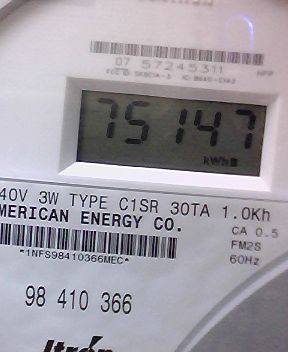 07 57245311
75147
kWh
40V 3W TYPE C1SR 30TA 1.0Kh
MERICAN ENERGY CO.
CA 0.5
FM2S
*1NFS98410366MEC*
60Hz
98 410 366
Itron